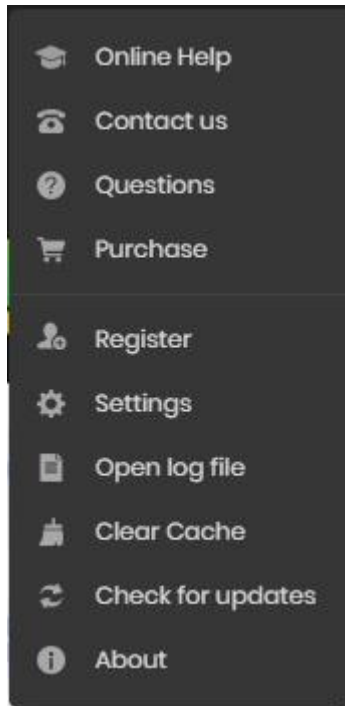 Online Help
Contact us
Questions
Purchase
Register
Settings
Open log file
Clear Cache
Check for updates
About